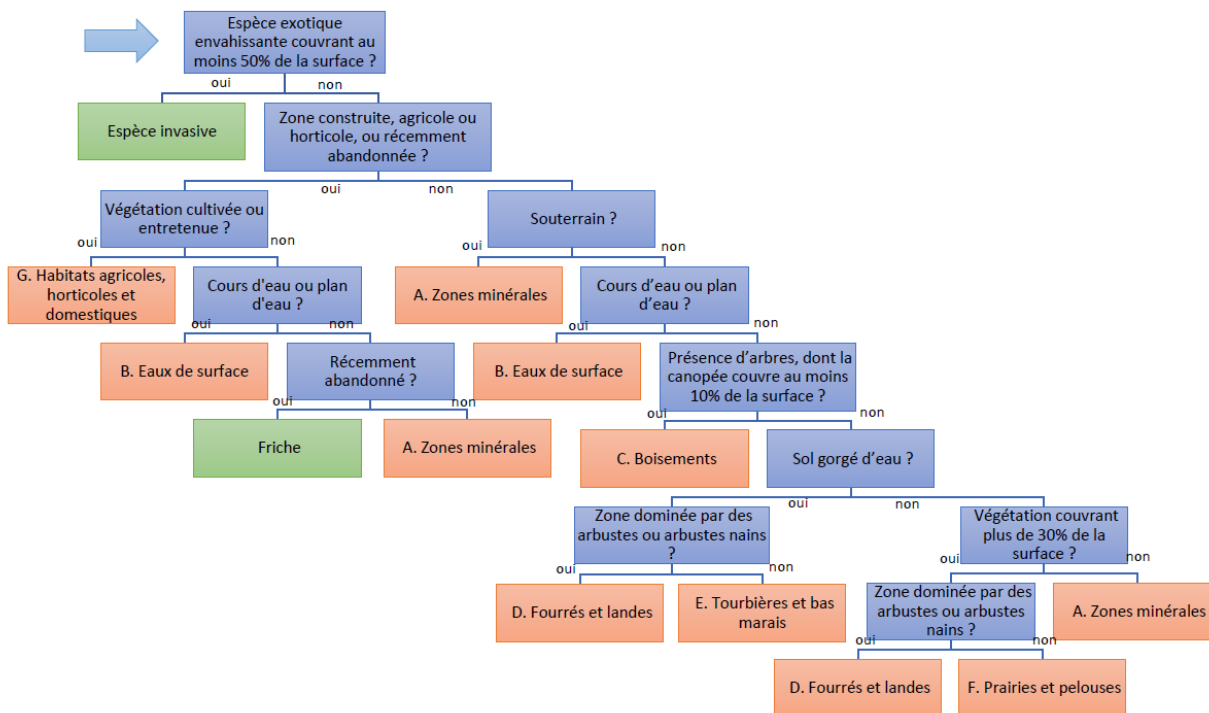 Espèce exotique
envahissante couvrant au
moins 50% de la surface ?
oui
non
Espèce invasive
Zone construite, agricole ou
horticole, ou récemment
abandonnée ?
oui
non
Végétation cultivée ou
entretenue ?
Souterrain ?
oui
non
oui
non
G. Habitats agricoles,
horticoles et
domestiques
Cours d'eau ou plan
d'eau ?
A. Zones minérales
Cours d’eau ou plan
d’eau ?
oui
non
oui
non
B. Eaux de surface
Récemment
abandonné ?
B. Eaux de surface
Présence d’arbres, dont la
canopée couvre au moins
10% de la surface ?
oui
non
oui
non
Friche
A. Zones minérales
C. Boisements
Sol gorgé d’eau ?
oui
non
Zone dominée par des
arbustes ou arbustes nains
?
Végétation couvrant
plus de 30% de la
surface ?
oui
non
oui
non
D. Fourrés et landes
E. Tourbières et bas
marais
Zone dominée par des
arbustes ou arbustes
nains ?
A. Zones minérales
oui
non
D. Fourrés et landes
F. Prairies et pelouses